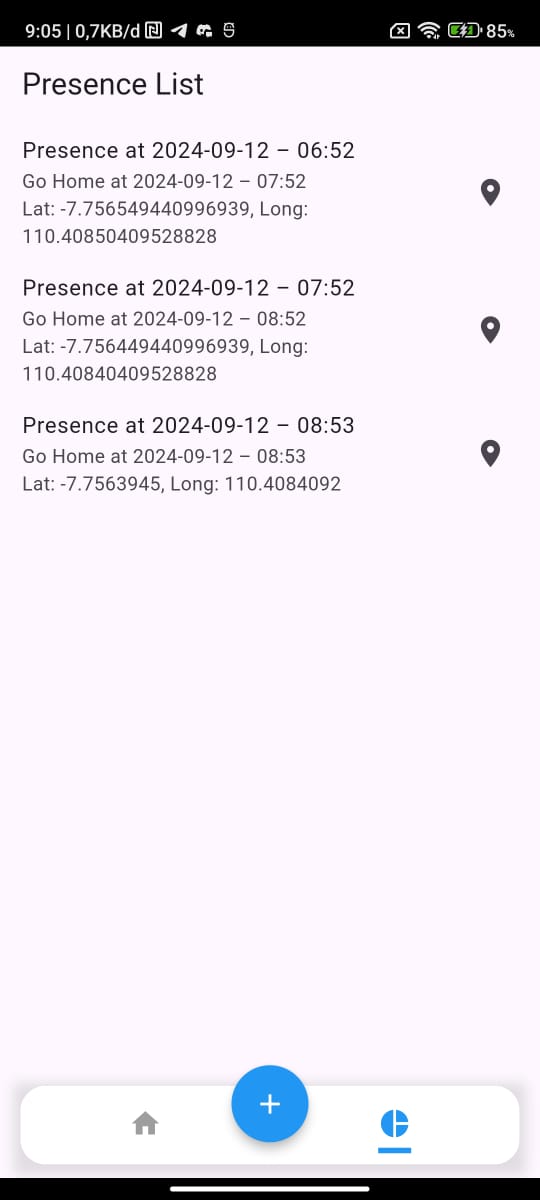 9:05 | 0,7KB/d
85%
Presence List
Presence at 2024-09-12 – 06:52
Go Home at 2024-09-12 – 07:52
Lat: -7.756549440996939, Long:
110.40850409528828
Presence at 2024-09-12 – 07:52
Go Home at 2024-09-12 – 08:52
Lat: -7.756449440996939, Long:
110.40840409528828
Presence at 2024-09-12 – 08:53
Go Home at 2024-09-12 – 08:53
Lat: -7.7563945, Long: 110.4084092